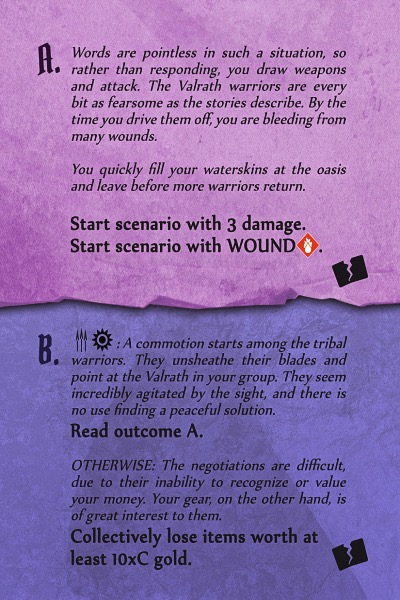 A. Words are pointless in such a situation, so
rather than responding, you draw weapons
and attack. The Valrath warriors are every
bit as fearsome as the stories describe. By the
time you drive them off, you are bleeding from
many wounds.
You quickly fill your waterskins at the oasis
and leave before more warriors return.
Start scenario with 3 damage.
Start scenario with WOUND.
B. : A commotion starts among the tribal
warriors. They unsheathe their blades and
point at the Valrath in your group. They seem
incredibly agitated by the sight, and there is
no use finding a peaceful solution.
Read outcome A.
OTHERWISE: The negotiations are difficult,
due to their inability to recognize or value
your money. Your gear, on the other hand, is
of great interest to them.
Collectively lose items worth at
least 10xC gold.